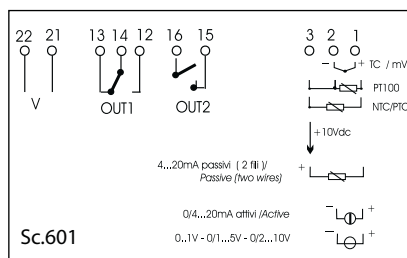 22 21 13 14 12 16 15 3 2 1
- + TC / mV
PT100
V OUT1 OUT2 NTC/PTC
+10Vdc
4...20mA passivi ( 2 fili )/ +
Passive (two wires)
0/4...20mA attivi /Active - +
Sc.601 0..1V - 0/1...5V - 0/2...10V - +